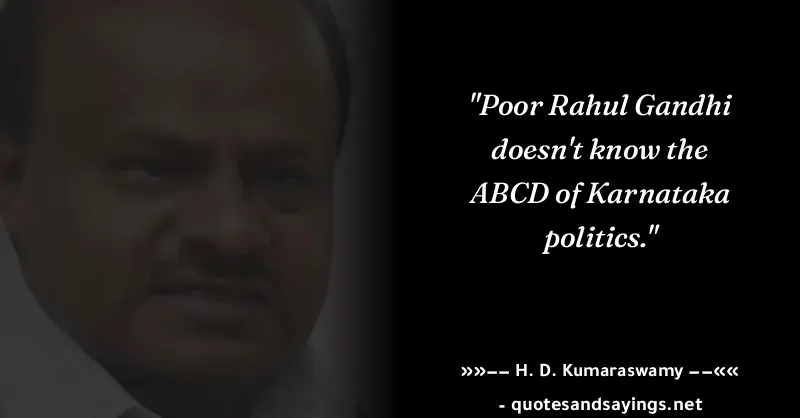 "Poor Rahul Gandhi
doesn't know the
ABCD of Karnataka
politics."
»»–– H. D. Kumaraswamy ––««
- quotesandsayings.net